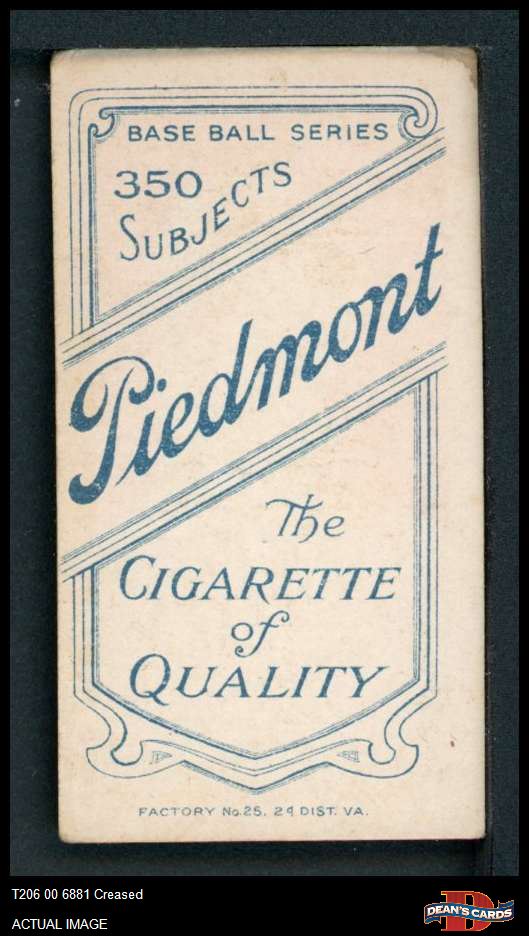 BASE BALL SERIES
350
SUBJECTS
Piedmont
The
CIGARETTE
of
QUALITY
FACTORY No.25. 2d DIST. VA.
T206 00 6881 Creased
ACTUAL IMAGE
D
DEAN'S CARDS